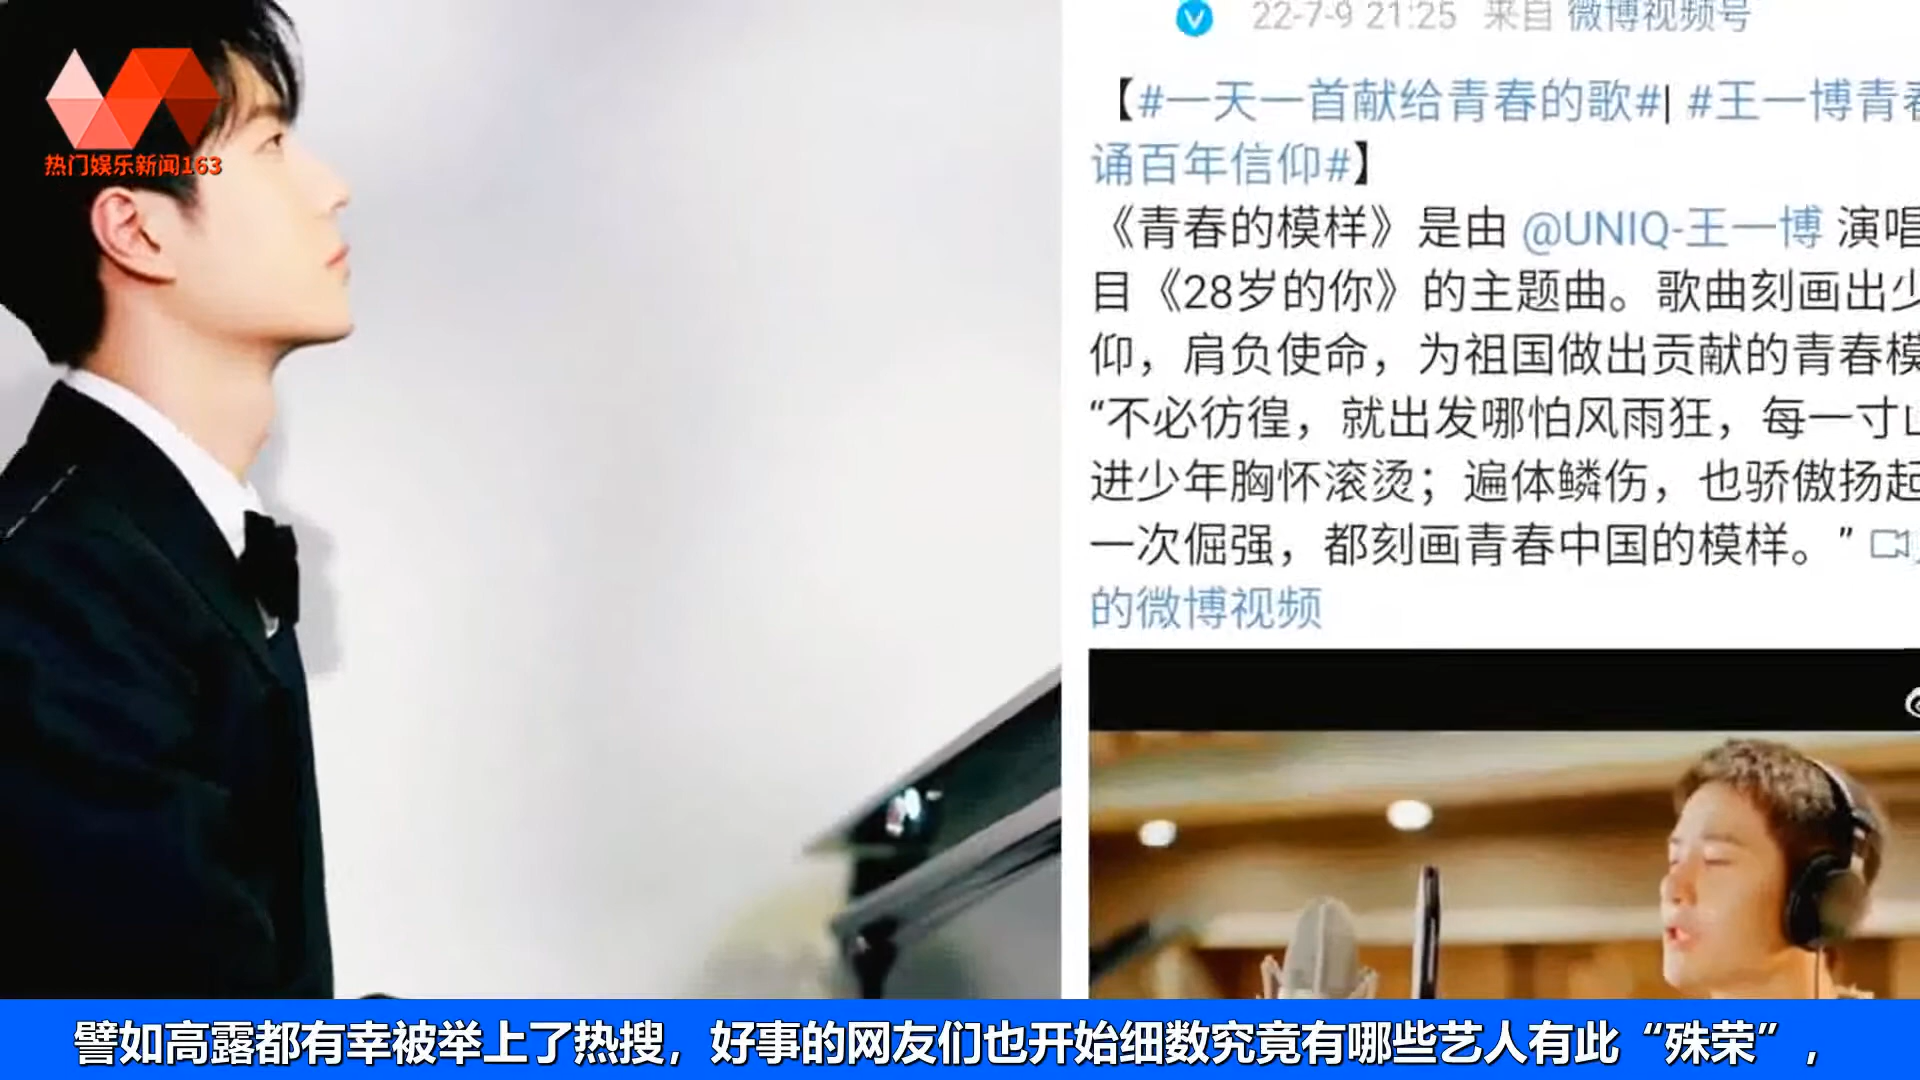 热门娱乐新闻163
22-7-9 21:25 来自 微博视频号
【#一天一首献给青春的歌#| #王一博青春
诵百年信仰#】
《青春的模样》是由 @UNIQ-王一博 演唱
目《28岁的你》的主题曲。歌曲刻画出少
仰，肩负使命，为祖国做出贡献的青春模
“不必彷徨，就出发哪怕风雨狂，每一寸山
进少年胸怀滚烫；遍体鳞伤，也骄傲扬起
一次倔强，都刻画青春中国的模样。”
的微博视频
譬如高露都有幸被举上了热搜，好事的网友们也开始细数究竟有哪些艺人有此“殊荣”，